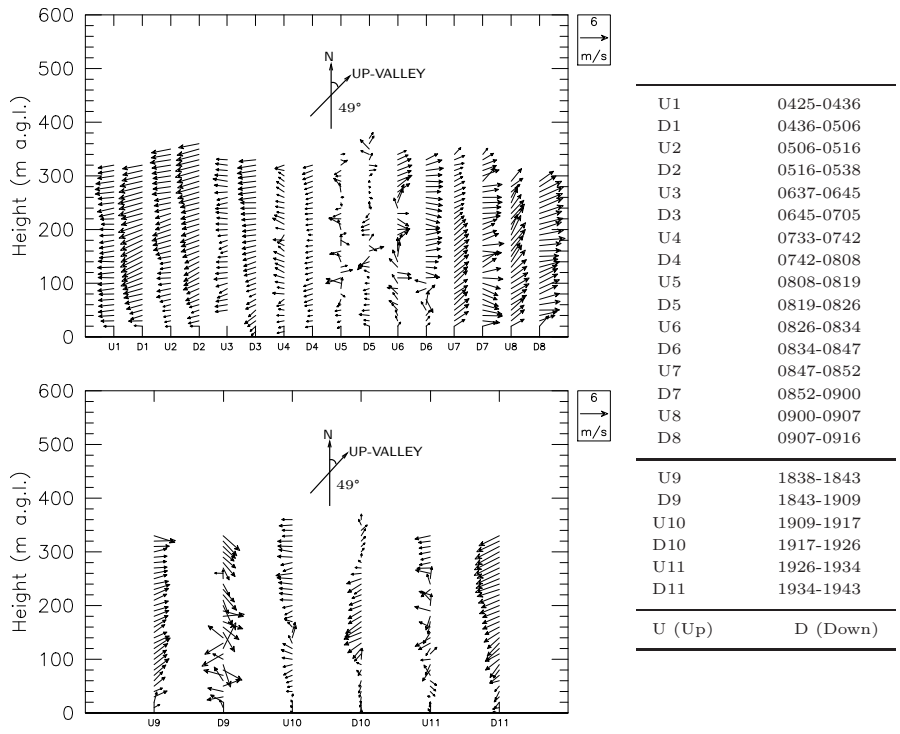 600
500
400
300
200
100
0
Height (m a.g.l.)
N
UP-VALLEY
49°
6
m/s
U1 D1 U2 D2 U3 D3 U4 D4 U5 D5 U6 D6 U7 D7 U8 D8
600
500
400
300
200
100
0
Height (m a.g.l.)
N
UP-VALLEY
49°
6
m/s
U9 D9 U10 D10 U11 D11
U1 0425-0436
D1 0436-0506
U2 0506-0516
D2 0516-0538
U3 0637-0645
D3 0645-0705
U4 0733-0742
D4 0742-0808
U5 0808-0819
D5 0819-0826
U6 0826-0834
D6 0834-0847
U7 0847-0852
D7 0852-0900
U8 0900-0907
D8 0907-0916
U9 1838-1843
D9 1843-1909
U10 1909-1917
D10 1917-1926
U11 1926-1934
D11 1934-1943
U (Up) D (Down)